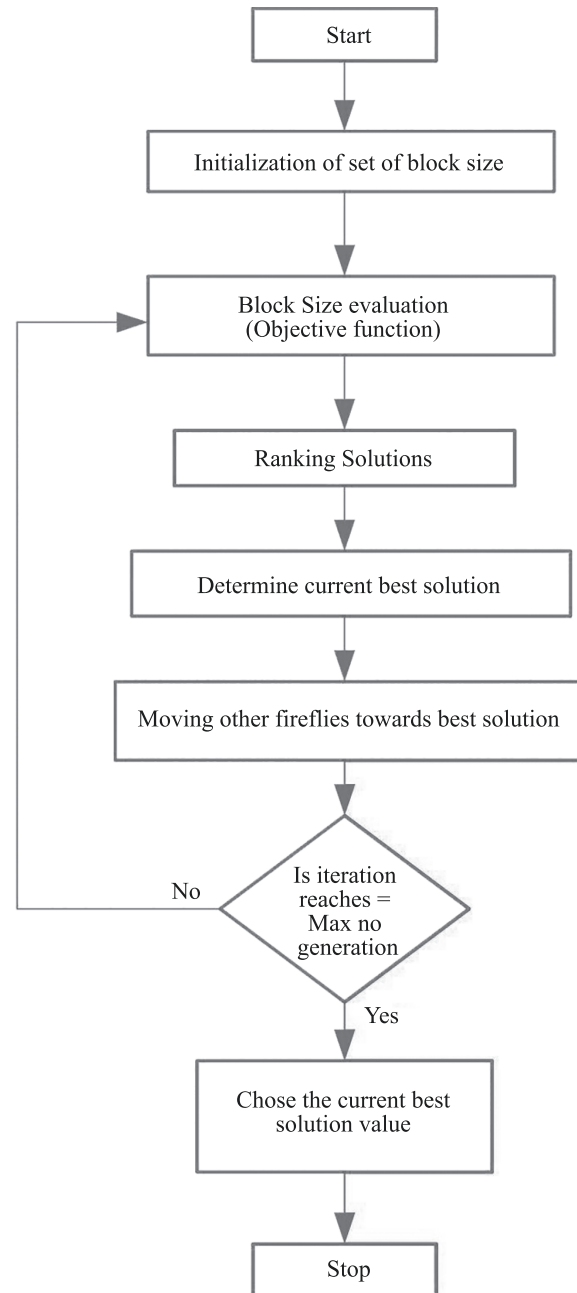 Start
Initialization of set of block size
Block Size evaluation
(Objective function)
Ranking Solutions
Determine current best solution
Moving other fireflies towards best solution
Is iteration
reaches =
Max no
generation
No
Yes
Chose the current best
solution value
Stop